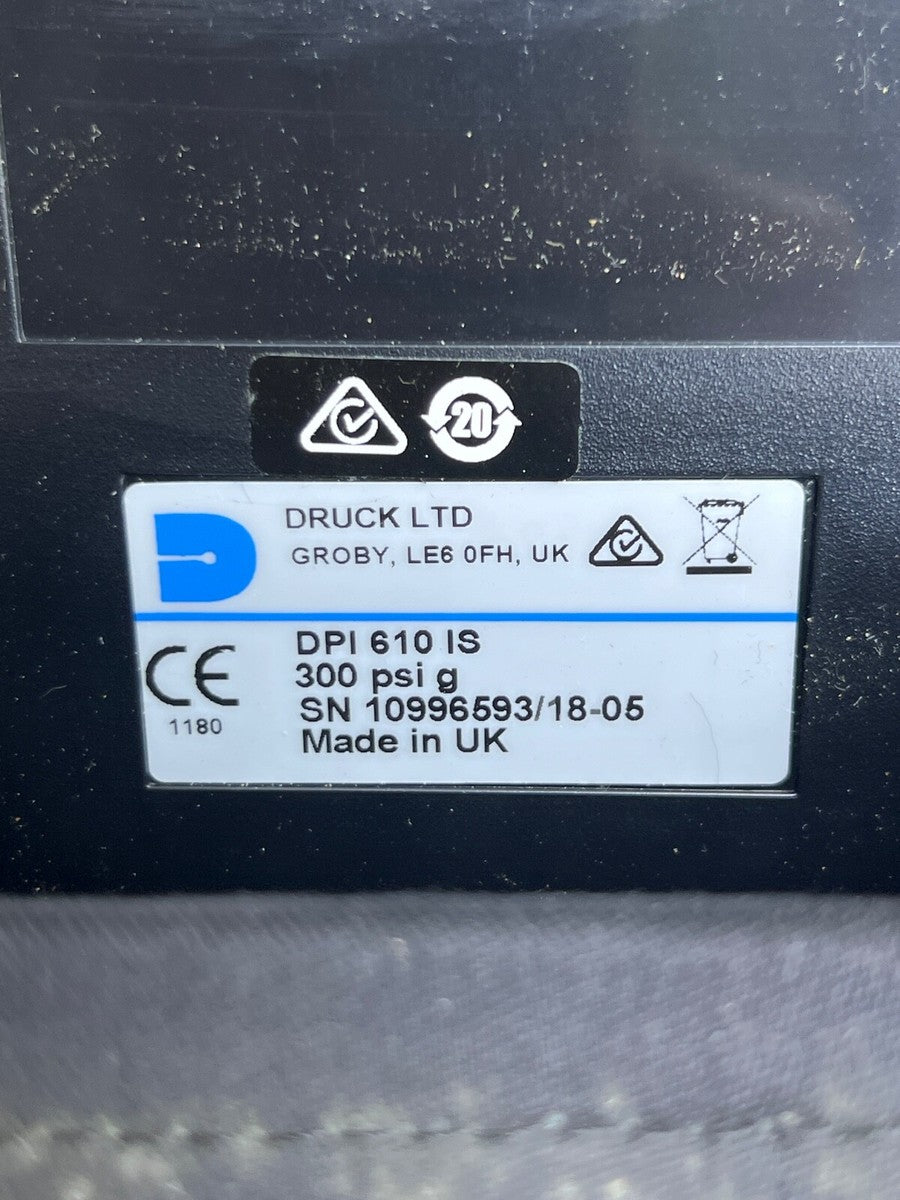 20
DRUCK LTD
GROBY, LE6 0FH, UK
DPI 610 IS
300 psi g
SN 10996593/18-05
Made in UK
CE
1180